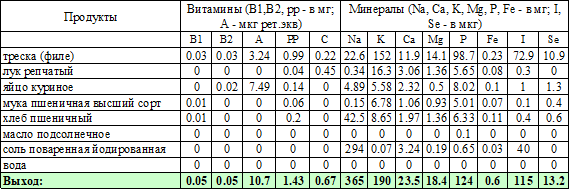 Продукты Витамины (B1,B2, рр - в мг; Минералы (Na, Ca, K, Mg, P, Fe - в мг; I,
А - мкг рет.экв) Se - в мкг)
B1 B2 A PP C Na K Ca Mg P Fe I Se
треска (филе) 0.03 0.03 3.24 0.99 0.22 22.6 152 11.9 14.1 98.7 0.23 72.9 10.9
лук репчатый 0 0 0 0.04 0.45 0.34 16.3 3.06 1.36 5.65 0.08 0.3 0
яйцо куриное 0 0.02 7.49 0.14 0 4.89 5.58 2.32 0.5 8.02 0.1 1 1.3
мука пшеничная высший сорт 0.01 0 0 0.06 0 0.15 6.78 1.06 0.93 5.01 0.07 0.1 0.4
хлеб пшеничный 0.01 0 0 0.2 0 42.5 8.65 1.97 1.36 6.33 0.11 0.4 0.6
масло подсолнечное 0 0 0 0 0 0 0 0 0 0.1 0 0 0
соль поваренная йодированная 0 0 0 0 0 294 0.07 3.24 0.19 0.65 0.03 40 0
вода 0 0 0 0 0 0 0 0 0 0 0 0 0
Выход: 0.05 0.05 10.7 1.43 0.67 365 190 23.5 18.4 124 0.6 115 13.2